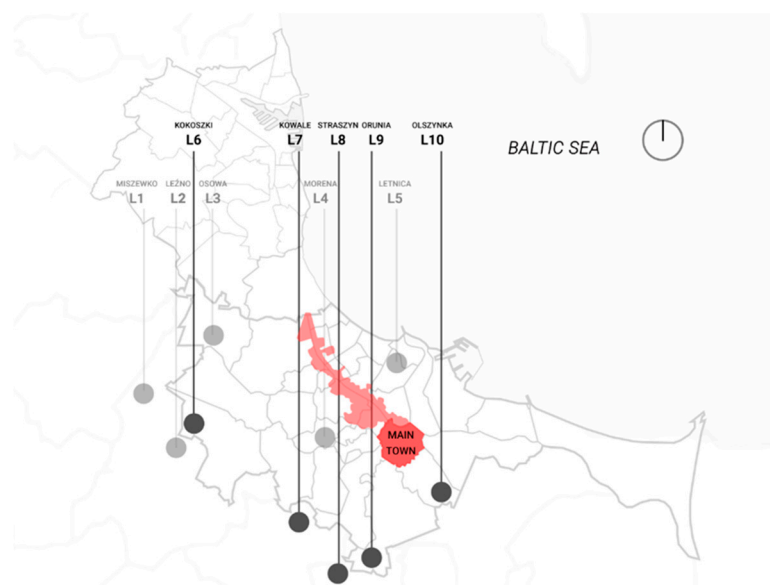 KOKOSZKI KOWALE STRASZYN ORUNIA OLSZYNKA
L6 L7 L8 L9 L10
BALTIC SEA
MISZEWKO LEŹNO OSOWA MORENA LETNICA
L1 L2 L3 L4 L5
MAIN
TOWN